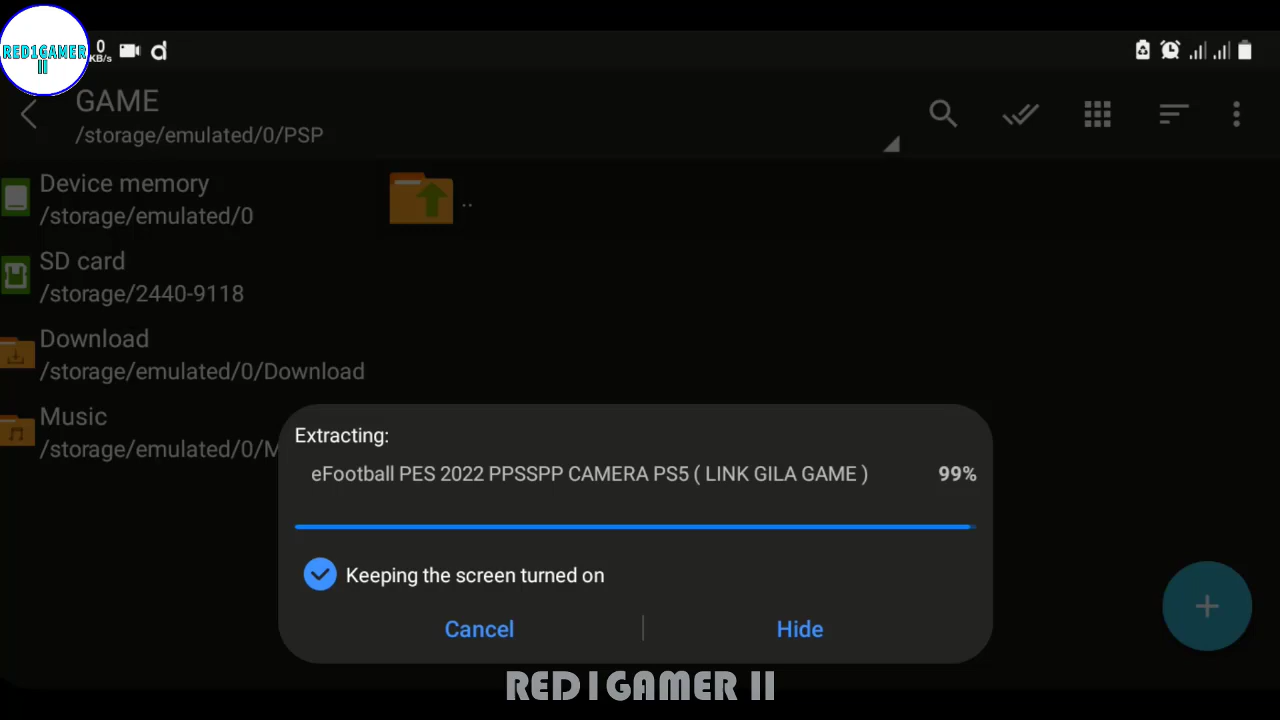 RED1GAMER
II
0
KB/s
GAME
/storage/emulated/0/PSP
Device memory
/storage/emulated/0
..
SD card
/storage/2440-9118
Download
/storage/emulated/0/Download
Music
/storage/emulated/0/M
Extracting:
eFootball PES 2022 PPSSPP CAMERA PS5 ( LINK GILA GAME )
99%
Keeping the screen turned on
Cancel
Hide
RED1GAMER II